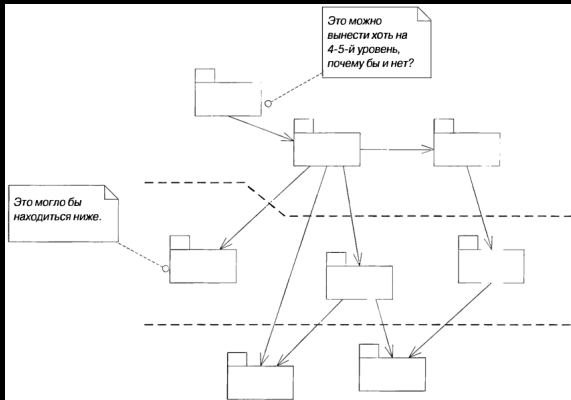 Это можно
вынести хоть на
4-5-й уровень,
почему бы и нет?
Это могло бы
находиться ниже.